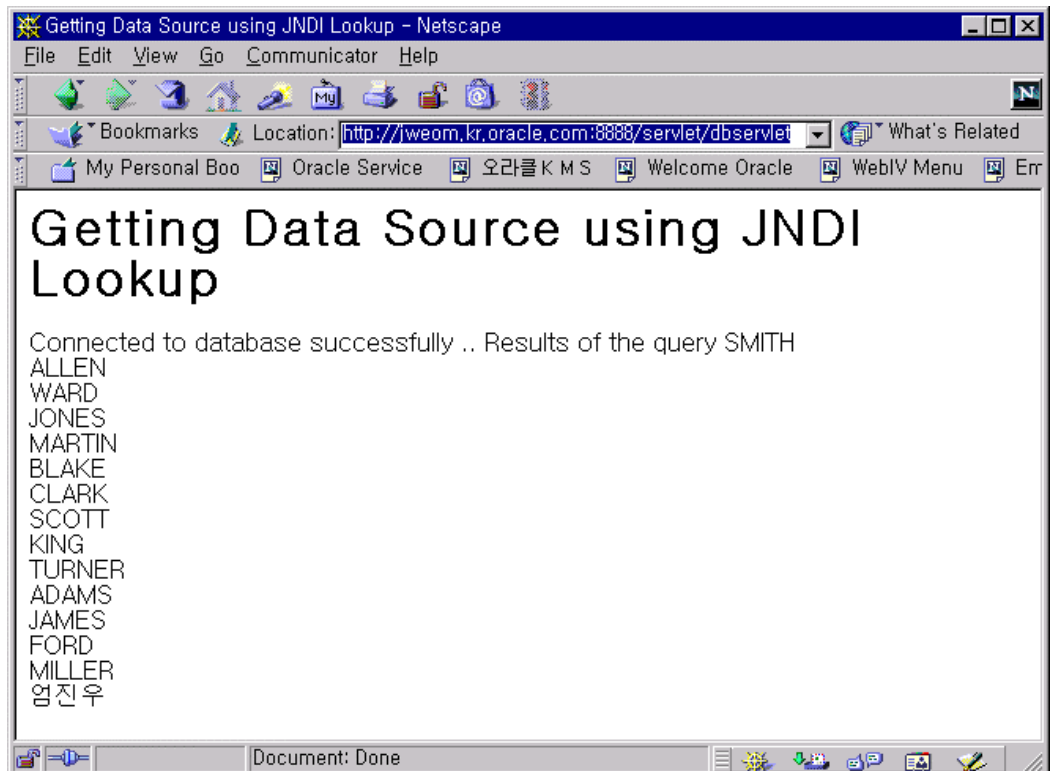 Getting Data Source using JNDI Lookup - Netscape
File Edit View Go Communicator Help
My N
Bookmarks Location: http://jweom.kr.oracle.com:8888/servlet/dbservlet What's Related
My Personal Boo Oracle Service 오라클 K M S Welcome Oracle WebIV Menu Err
Getting Data Source using JNDI
Lookup
Connected to database successfully .. Results of the query SMITH
ALLEN
WARD
JONES
MARTIN
BLAKE
CLARK
SCOTT
KING
TURNER
ADAMS
JAMES
FORD
MILLER
엄진우
Document: Done